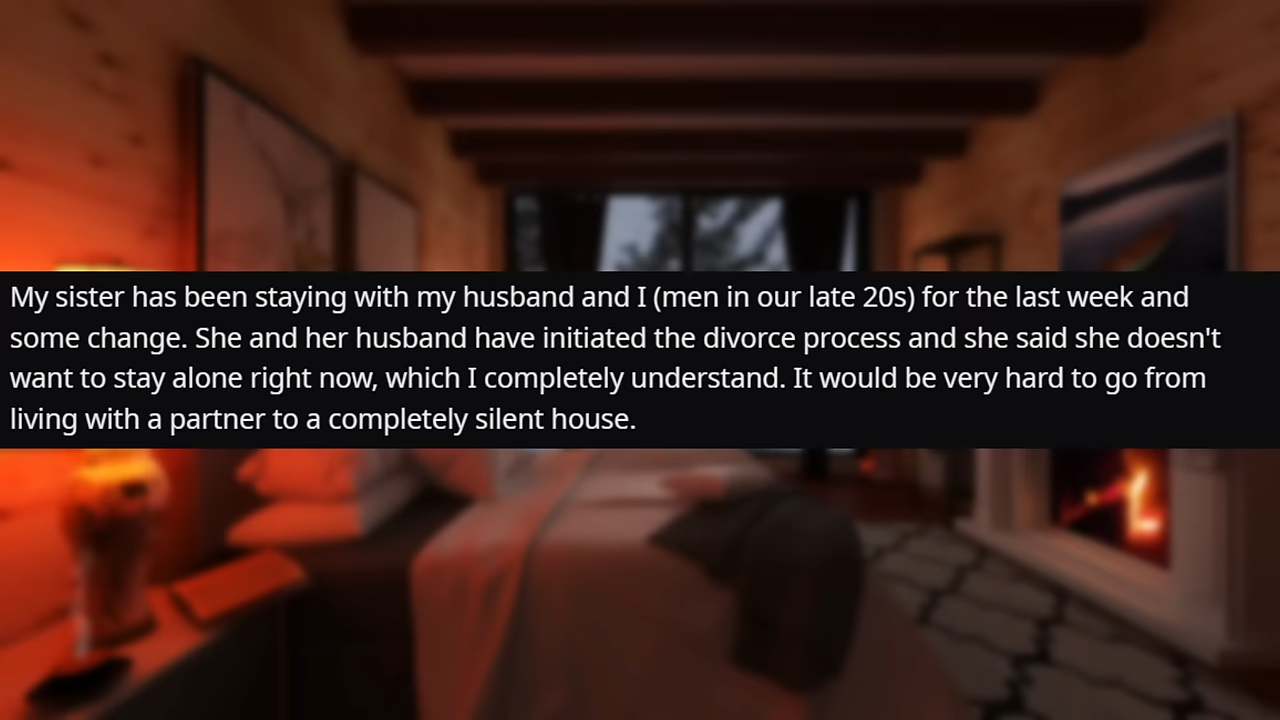 My sister has been staying with my husband and I (men in our late 20s) for the last week and
some change. She and her husband have initiated the divorce process and she said she doesn't
want to stay alone right now, which I completely understand. It would be very hard to go from
living with a partner to a completely silent house.